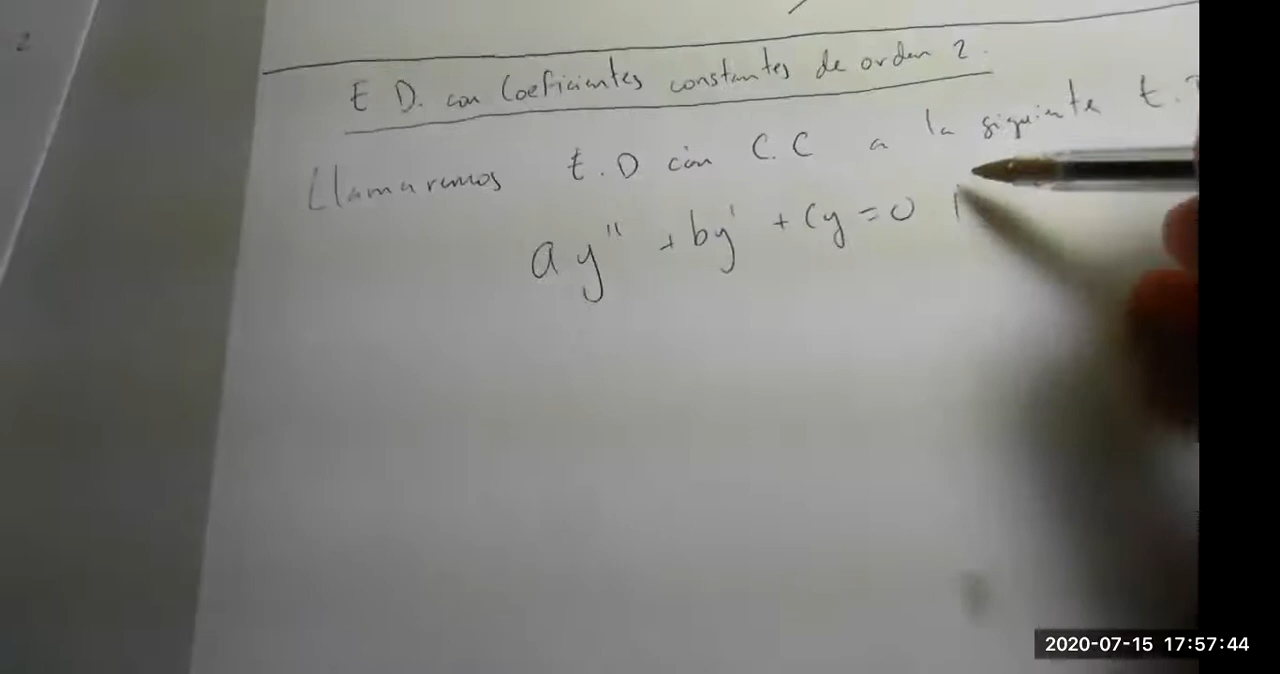 E D. con Coeficientes constantes de orden 2.
Llamaremos E.D con C.C a la siguiente E.D
ay'' + by' + cy = 0
2020-07-15 17:57:44